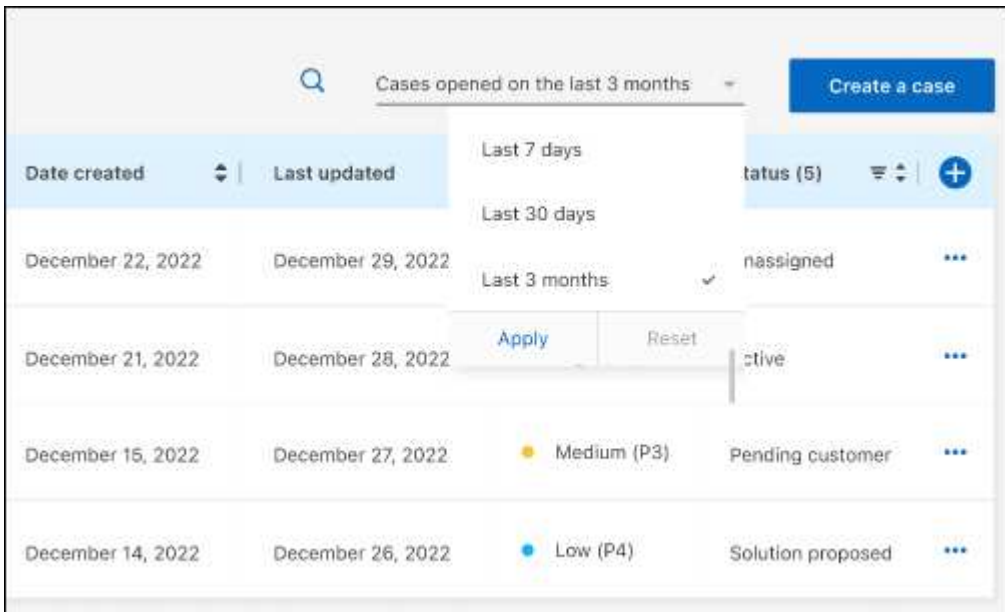 Cases opened on the last 3 months
Create a case
Last 7 days
Date created
Last updated
tatus (5)
Last 30 days
December 22, 2022
December 29, 2022
nassigned
Last 3 months
Apply
Reset
December 21, 2022
December 28, 2022
ctive
December 15, 2022
December 27, 2022
Medium (P3)
Pending customer
December 14, 2022
December 26, 2022
Low (P4)
Solution proposed